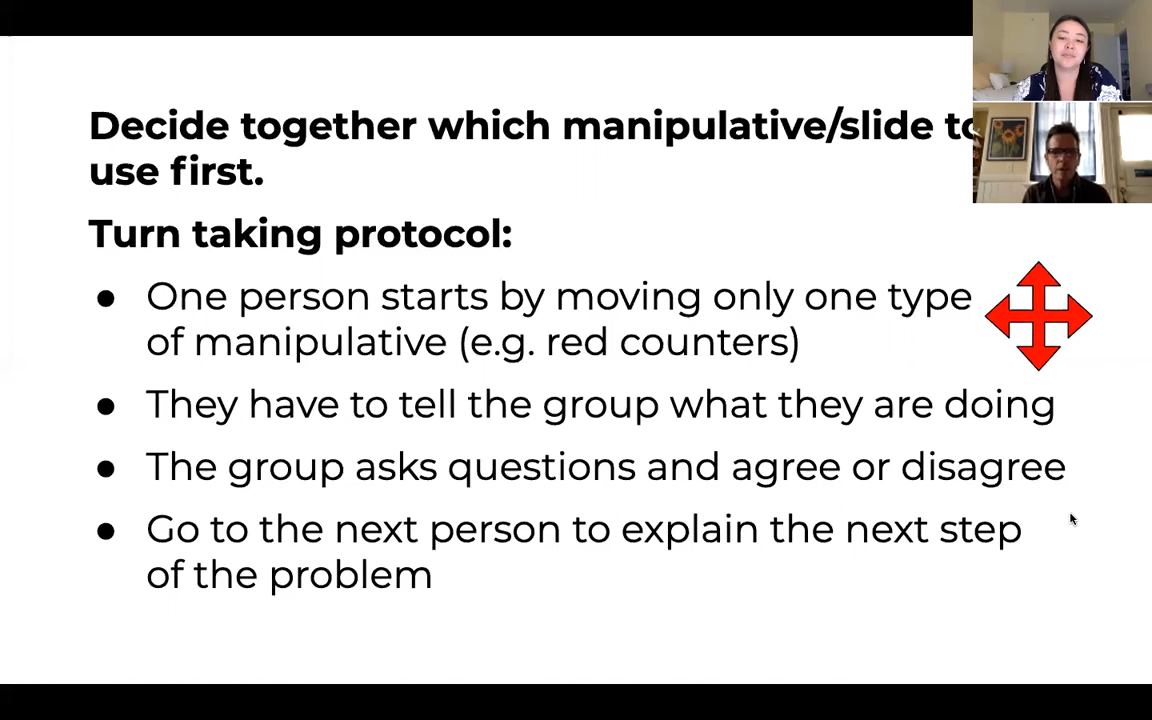 Decide together which manipulative/slide to
use first.
Turn taking protocol:
● One person starts by moving only one type
of manipulative (e.g. red counters)
● They have to tell the group what they are doing
● The group asks questions and agree or disagree
● Go to the next person to explain the next step
of the problem